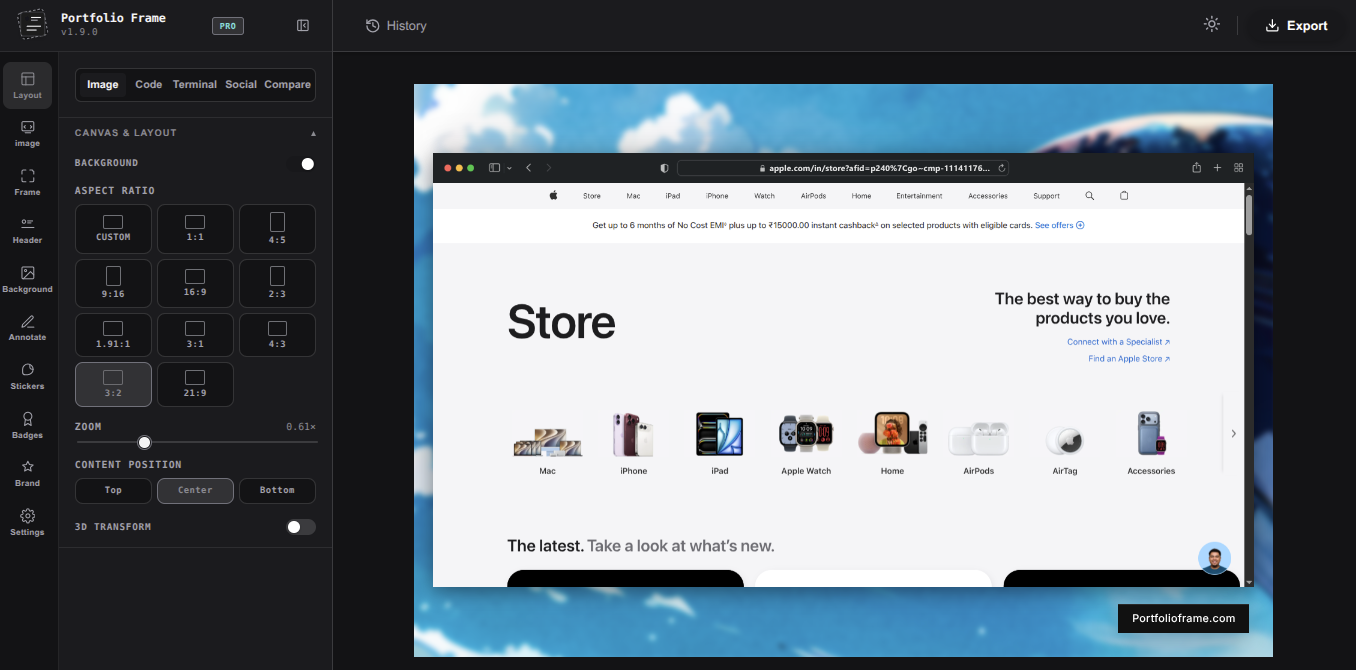 Portfolio Frame
v1.9.0
PRO
History
Export
Layout
image
Frame
Header
Background
Annotate
Stickers
Badges
Brand
Settings
Image Code Terminal Social Compare
CANVAS & LAYOUT
BACKGROUND
ASPECT RATIO
CUSTOM 1:1 4:5
9:16 16:9 2:3
1.91:1 3:1 4:3
3:2 21:9
ZOOM 0.61×
CONTENT POSITION
Top Center Bottom
3D TRANSFORM
apple.com/in/store?afid=p240%7Cgo~cmp-11141176...
Store Mac iPad iPhone Watch AirPods Home Entertainment Accessories Support
Get up to 6 months of No Cost EMI§ plus up to ₹15000.00 instant cashback§ on selected products with eligible cards. See offers
Store
The best way to buy the
products you love.
Connect with a Specialist ↗
Find an Apple Store ↗
Mac iPhone iPad Apple Watch Home AirPods AirTag Accessories
The latest. Take a look at what's new.
Portfolioframe.com